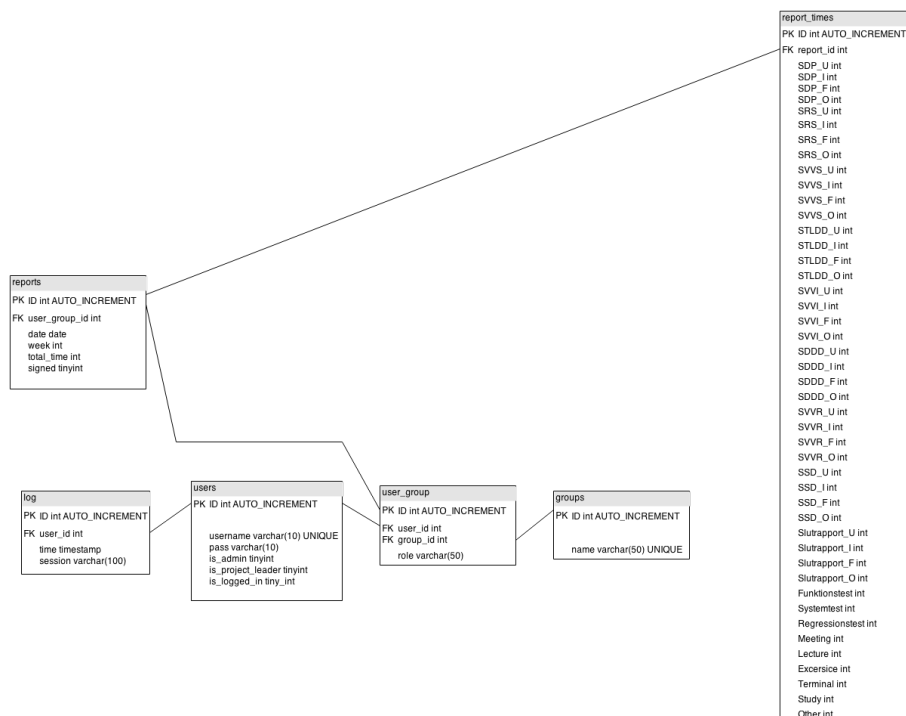 report_times
PK ID int AUTO_INCREMENT
FK report_id int
SDP_U int
SDP_I int
SDP_F int
SDP_O int
SRS_U int
SRS_I int
SRS_F int
SRS_O int
SVVS_U int
SVVS_I int
SVVS_F int
SVVS_O int
STLDD_U int
STLDD_I int
STLDD_F int
STLDD_O int
SVVI_U int
SVVI_I int
SVVI_F int
SVVI_O int
SDDD_U int
SDDD_I int
SDDD_F int
SDDD_O int
SVVR_U int
SVVR_I int
SVVR_F int
SVVR_O int
SSD_U int
SSD_I int
SSD_F int
SSD_O int
Slutrapport_U int
Slutrapport_I int
Slutrapport_F int
Slutrapport_O int
Funktionstest int
Systemtest int
Regressionstest int
Meeting int
Lecture int
Excersice int
Terminal int
Study int
Other int
reports
PK ID int AUTO_INCREMENT
FK user_group_id int
date date
week int
total_time int
signed tinyint
log
PK ID int AUTO_INCREMENT
FK user_id int
time timestamp
session varchar(100)
users
PK ID int AUTO_INCREMENT
username varchar(10) UNIQUE
pass varchar(10)
is_admin tinyint
is_project_leader tinyint
is_logged_in tiny_int
user_group
PK ID int AUTO_INCREMENT
FK user_id int
FK group_id int
role varchar(50)
groups
PK ID int AUTO_INCREMENT
name varchar(50) UNIQUE